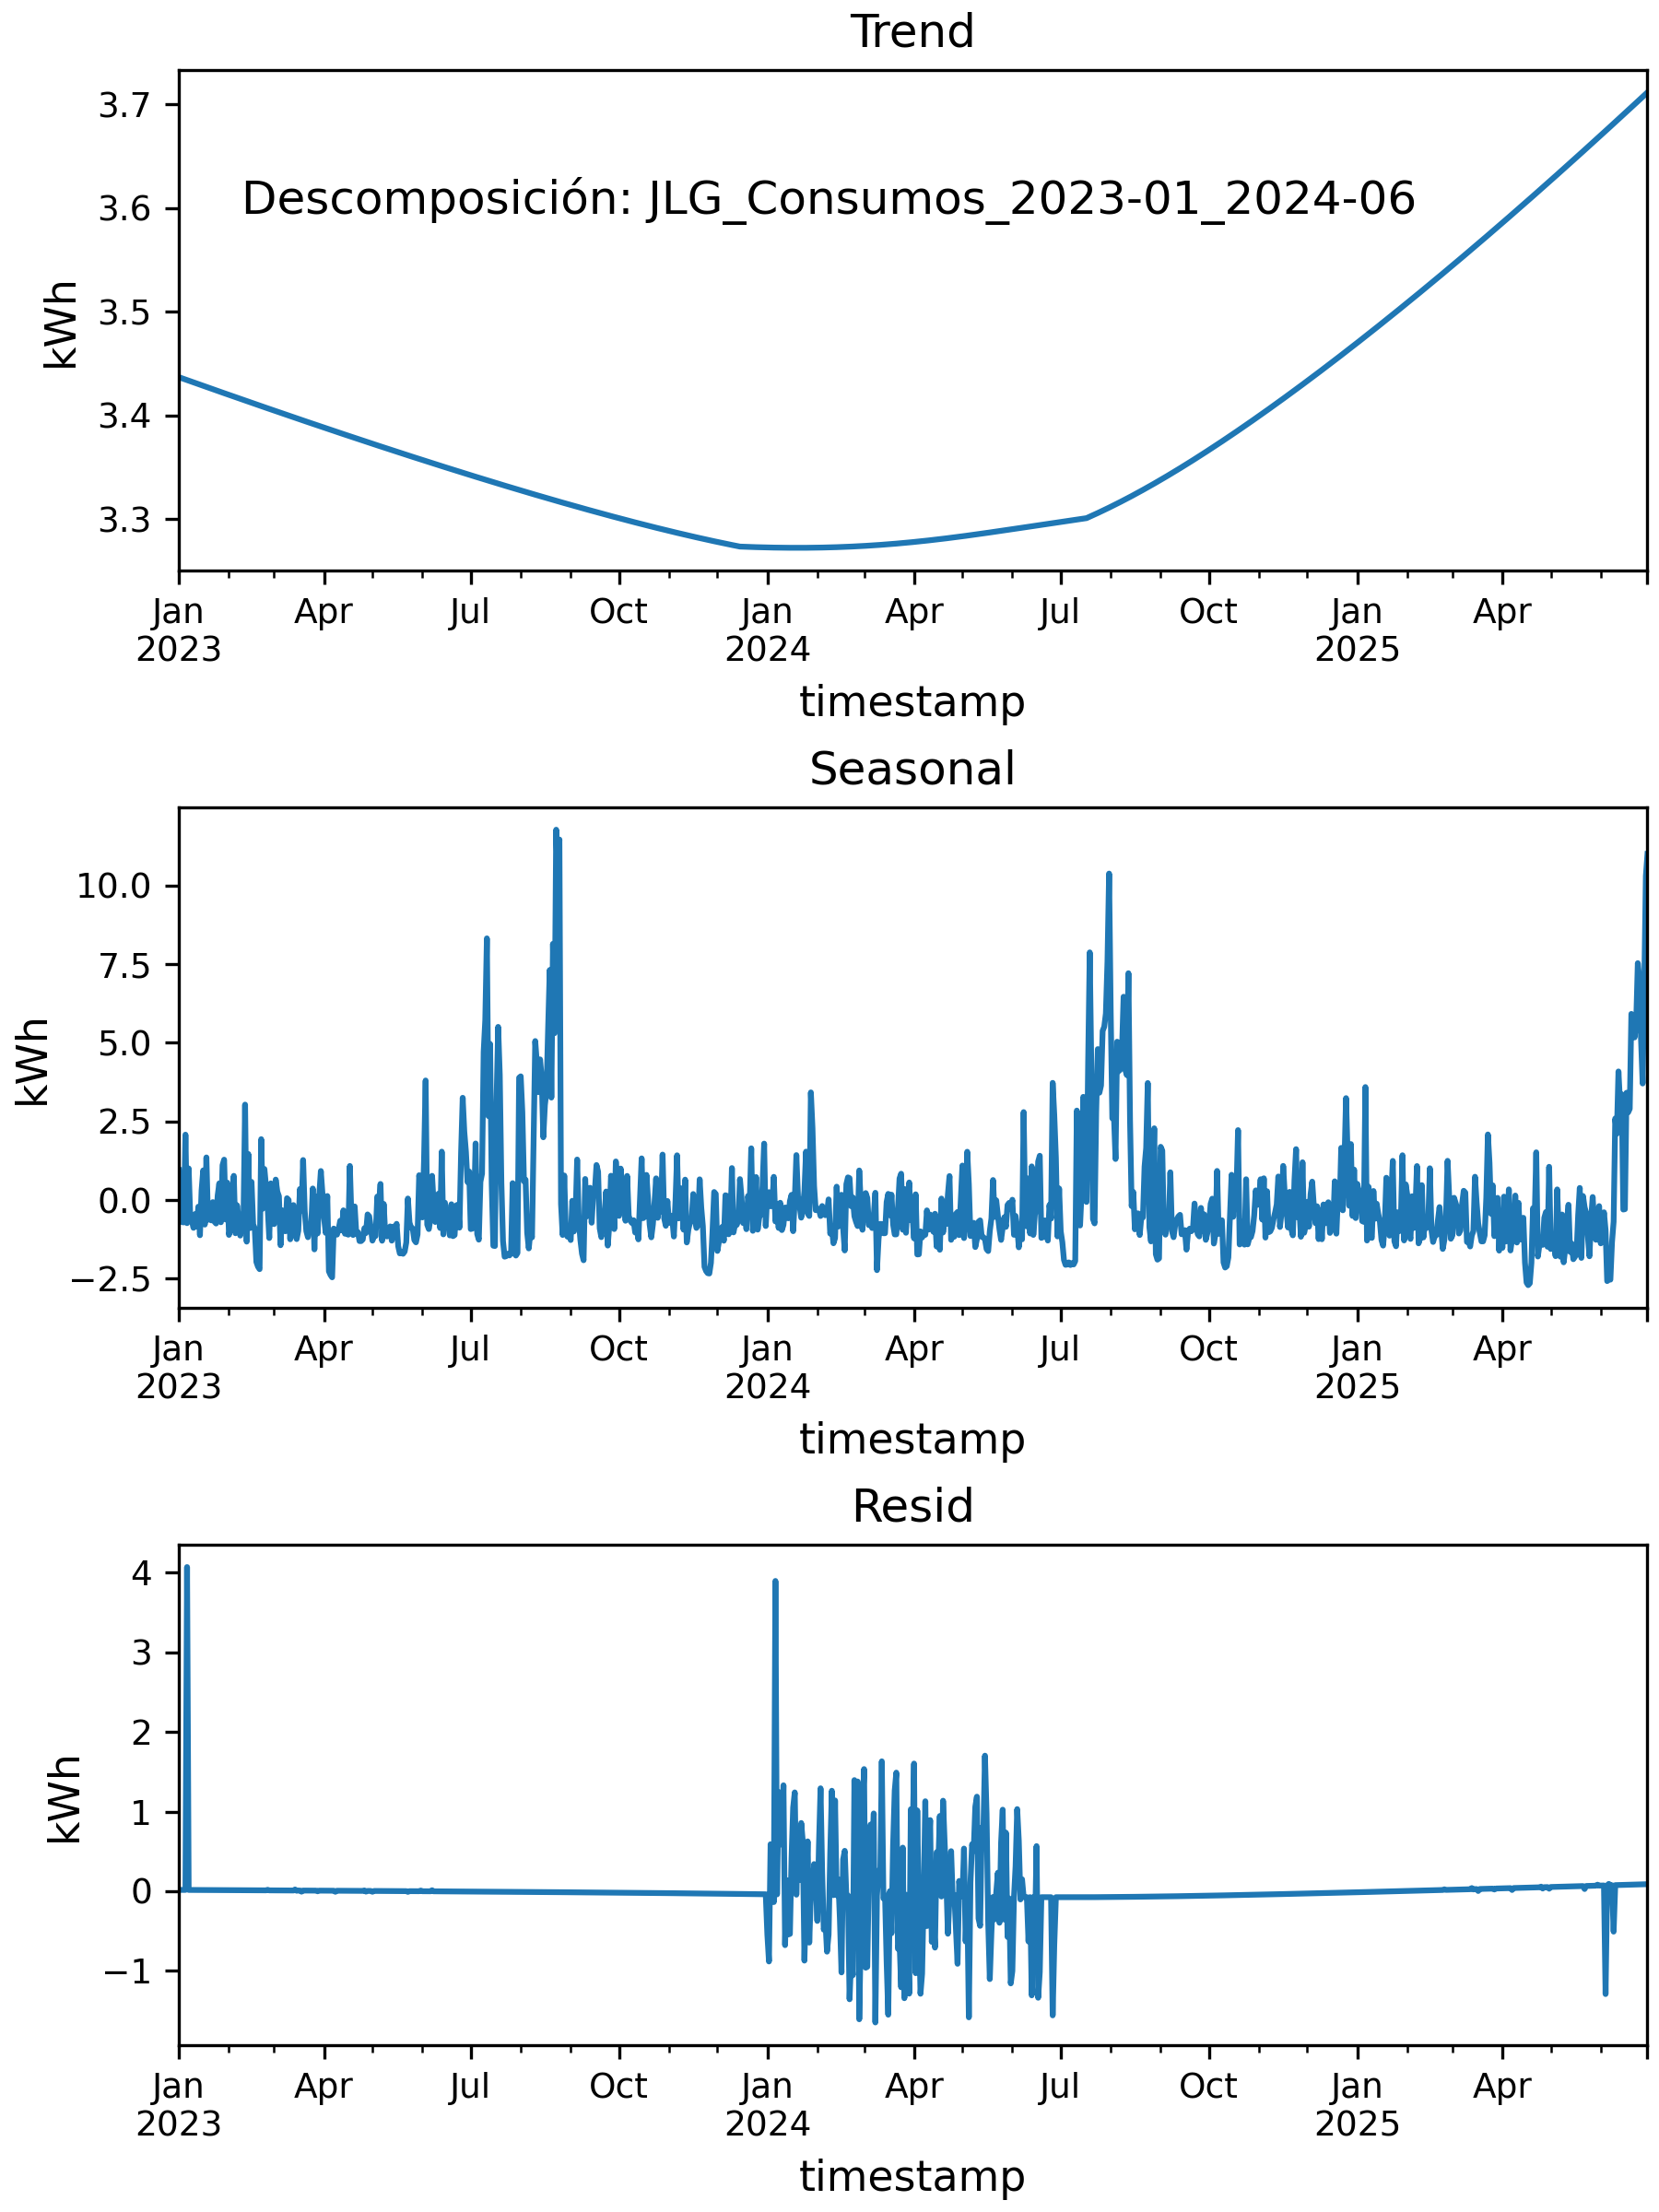 Trend
3.7
3.6
3.5
3.4
3.3
kWh
Descomposición: JLG_Consumos_2023-01_2024-06
Jan Apr Jul Oct Jan Apr Jul Oct Jan Apr
2023 2024 2025
timestamp
Seasonal
10.0
7.5
5.0
2.5
0.0
−2.5
kWh
Jan Apr Jul Oct Jan Apr Jul Oct Jan Apr
2023 2024 2025
timestamp
Resid
4
3
2
1
0
−1
kWh
Jan Apr Jul Oct Jan Apr Jul Oct Jan Apr
2023 2024 2025
timestamp